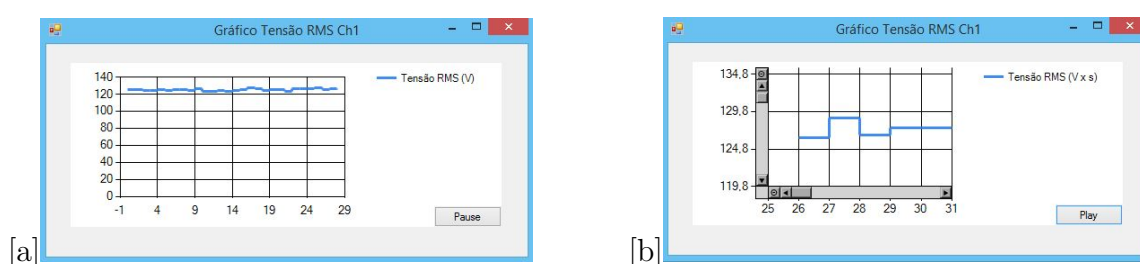 Gráfico Tensão RMS Ch1
140
120
100
80
60
40
20
0
-1 4 9 14 19 24 29
Tensão RMS (V)
Pause
[a]
Gráfico Tensão RMS Ch1
134,8
129,8
124,8
119,8
25 26 27 28 29 30 31
Tensão RMS (V x s)
Play
[b]